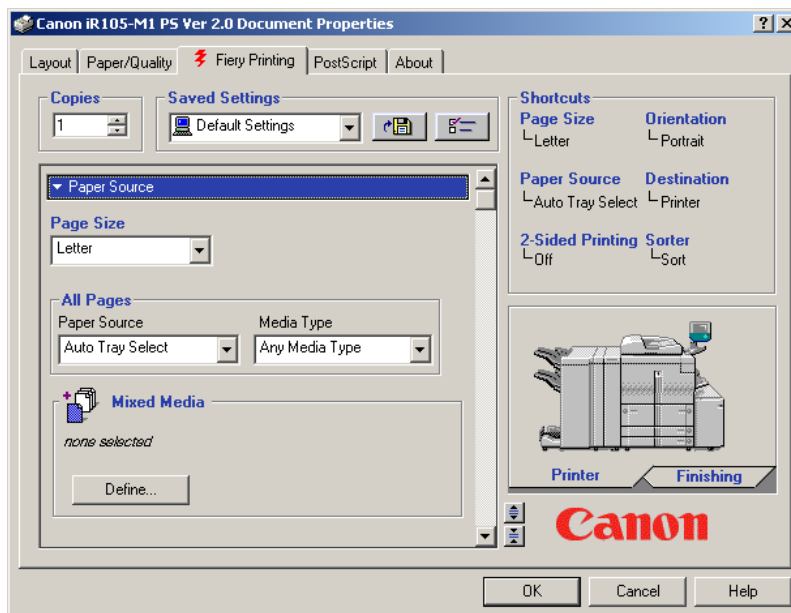 Canon iR105-M1 PS Ver 2.0 Document Properties
Layout Paper/Quality Fiery Printing PostScript About
Copies
1
Saved Settings
Default Settings
Paper Source
Page Size
Letter
All Pages
Paper Source Media Type
Auto Tray Select Any Media Type
Mixed Media
none selected
Define...
Shortcuts
Page Size Orientation
Letter Portrait
Paper Source Destination
Auto Tray Select Printer
2-Sided Printing Sorter
Off Sort
Printer Finishing
Canon
OK Cancel Help